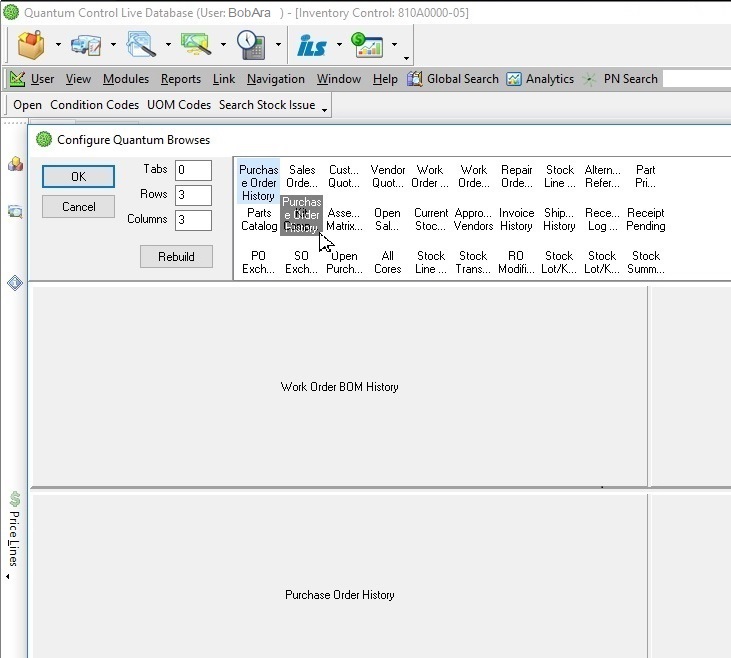 Quantum Control Live Database (User: BobAra ) - [Inventory Control: 810A0000-05]
ILS
User View Modules Reports Link Navigation Window Help Global Search Analytics PN Search
Open Condition Codes UOM Codes Search Stock Issue
Configure Quantum Browses
OK
Cancel
Tabs 0
Rows 3
Columns 3
Rebuild
Purchas Sales Cust... Vendor Work Work Repair Stock Altern... Part
e Order Orde... Quot... Quot... Order ... Orde... Orde... Line ... Refer... Pri...
History
Purchas
e Order
History
Parts Asse... Open Current Appro... Invoice Ship... Rece... Receipt
Catalog Matrix... Sal... Stoc... Vendors History History Log ... Pending
PO SO Open All Stock Stock RO Stock Stock Stock
Exch... Exch... Purch... Cores Line ... Trans... Modifi... Lot/K... Lot/K... Summ...
Work Order BOM History
Purchase Order History
Price Lines